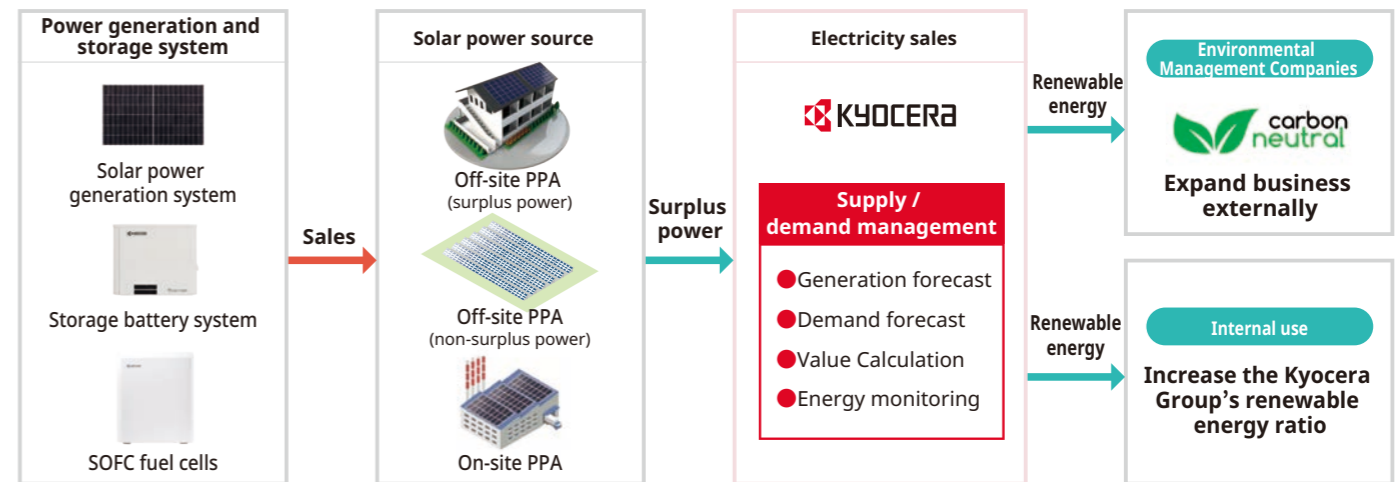 Power generation and
storage system
Solar power
generation system
Storage battery system
SOFC fuel cells
Sales
Solar power source
Off-site PPA
(surplus power)
Off-site PPA
(non-surplus power)
On-site PPA
Surplus
power
Electricity sales
KYOCERA
Supply /
demand management
●Generation forecast
●Demand forecast
●Value Calculation
●Energy monitoring
Renewable
energy
Environmental
Management Companies
carbon
neutral
Expand business
externally
Renewable
energy
Internal use
Increase the Kyocera
Group’s renewable
energy ratio